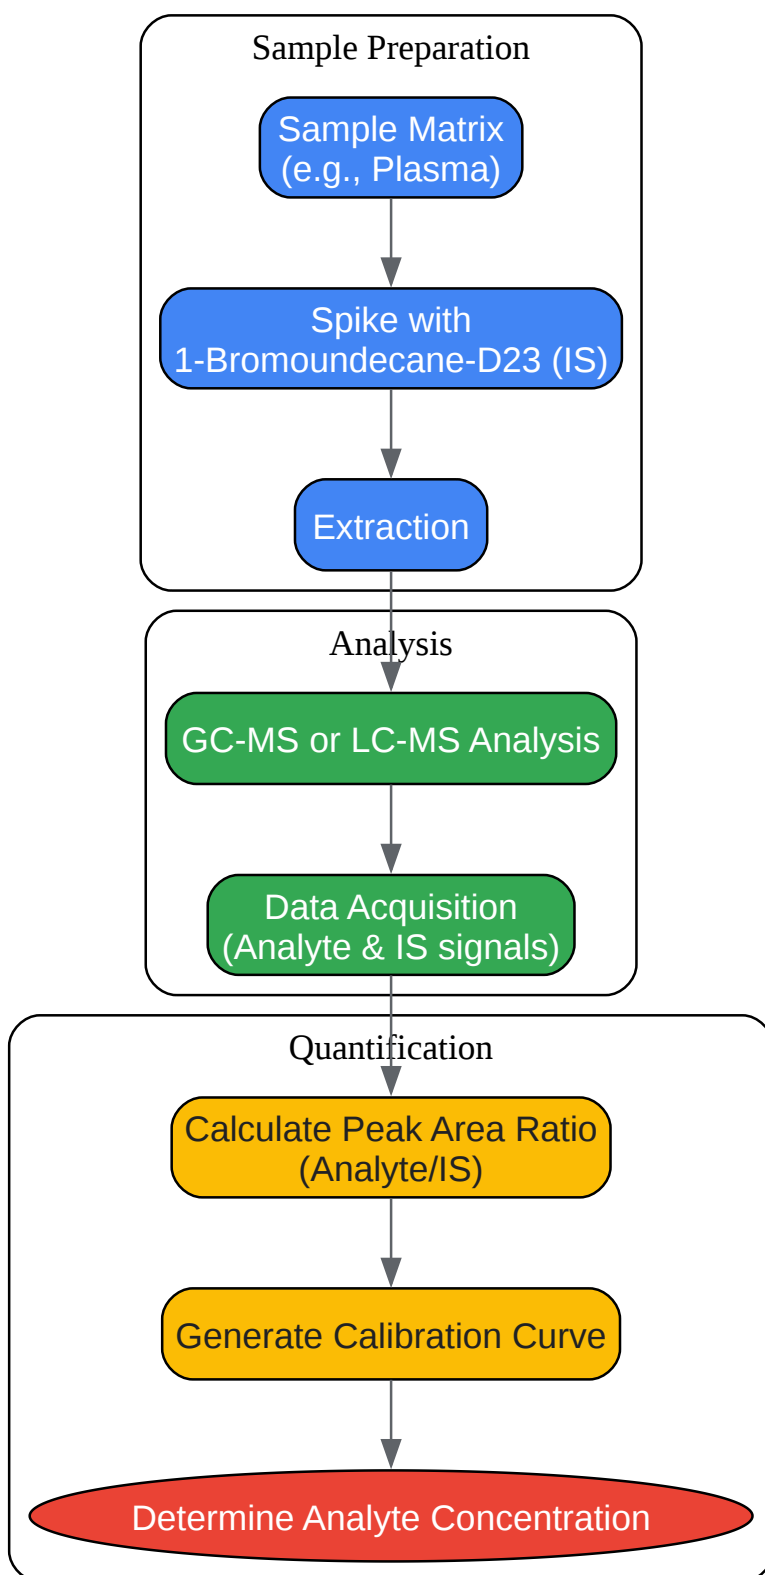 Sample Preparation
Sample Matrix
(e.g., Plasma)
Spike with
1-Bromoundecane-D23 (IS)
Extraction
Analysis
GC-MS or LC-MS Analysis
Data Acquisition
(Analyte & IS signals)
Quantification
Calculate Peak Area Ratio
(Analyte/IS)
Generate Calibration Curve
Determine Analyte Concentration